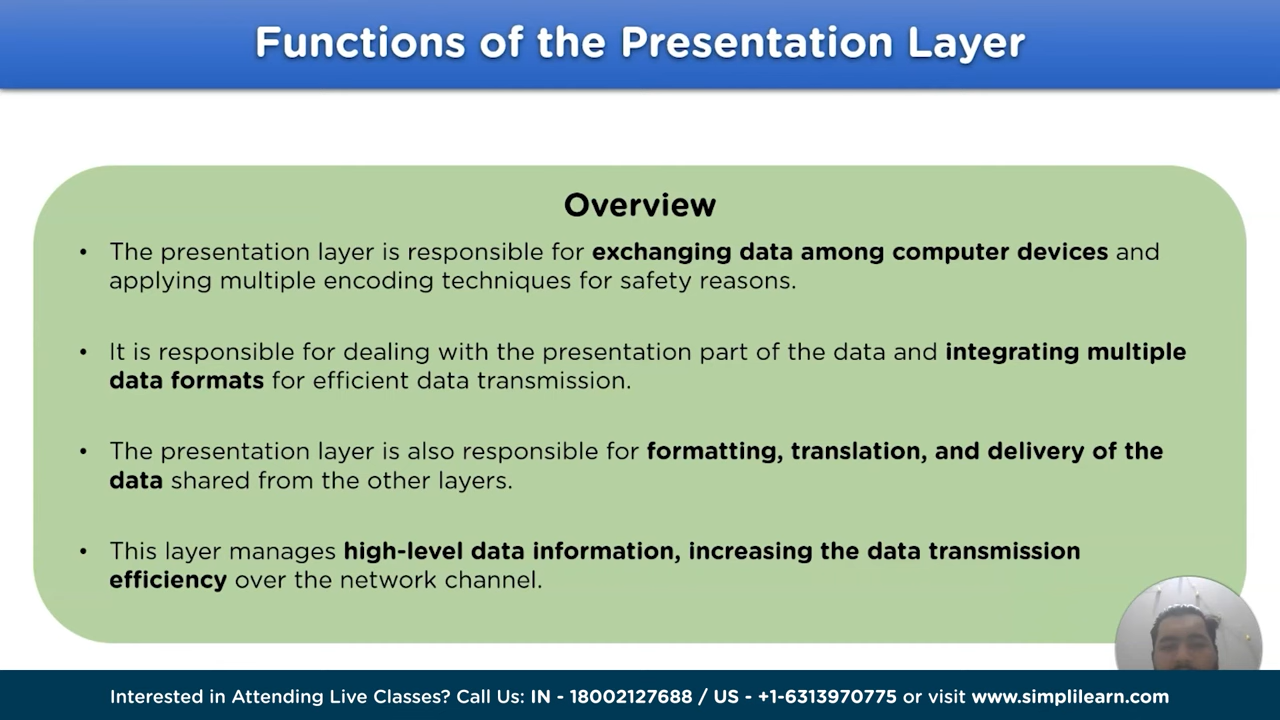 Functions of the Presentation Layer
Overview
• The presentation layer is responsible for exchanging data among computer devices and
applying multiple encoding techniques for safety reasons.
• It is responsible for dealing with the presentation part of the data and integrating multiple
data formats for efficient data transmission.
• The presentation layer is also responsible for formatting, translation, and delivery of the
data shared from the other layers.
• This layer manages high-level data information, increasing the data transmission
efficiency over the network channel.
Interested in Attending Live Classes? Call Us: IN - 18002127688 / US - +1-6313970775 or visit www.simplilearn.com